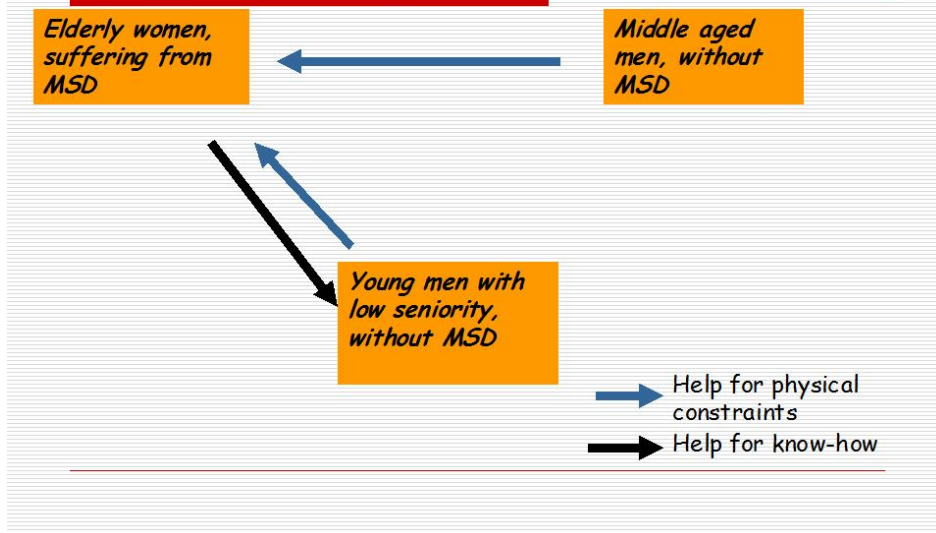 Elderly women,
suffering from
MSD
Middle aged
men, without
MSD
Young men with
low seniority,
without MSD
Help for physical
constraints
Help for know-how